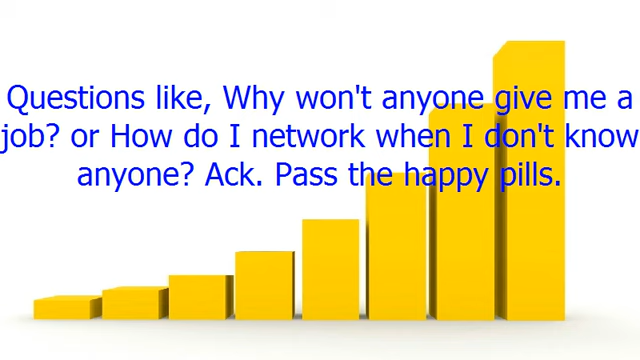 Questions like, Why won't anyone give me a
job? or How do I network when I don't know
anyone? Ack. Pass the happy pills.